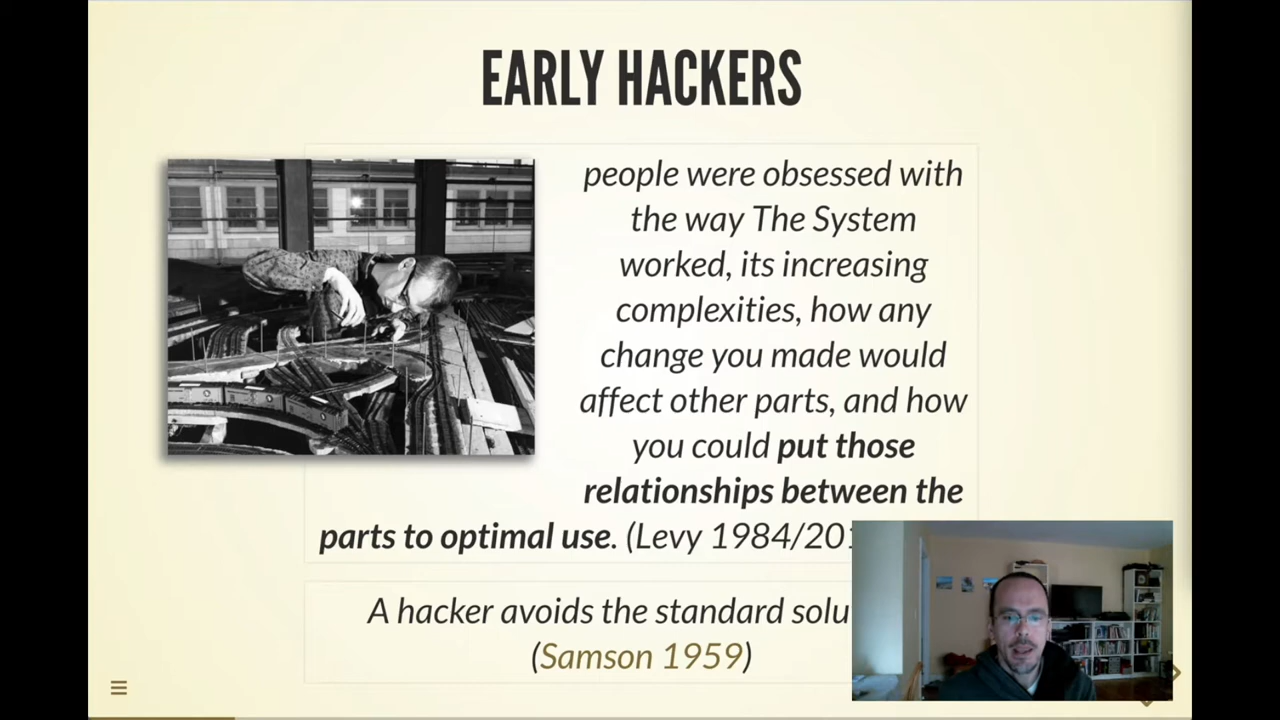 EARLY HACKERS
people were obsessed with
the way The System
worked, its increasing
complexities, how any
change you made would
affect other parts, and how
you could put those
relationships between the
parts to optimal use. (Levy 1984/20
A hacker avoids the standard solu
(Samson 1959)